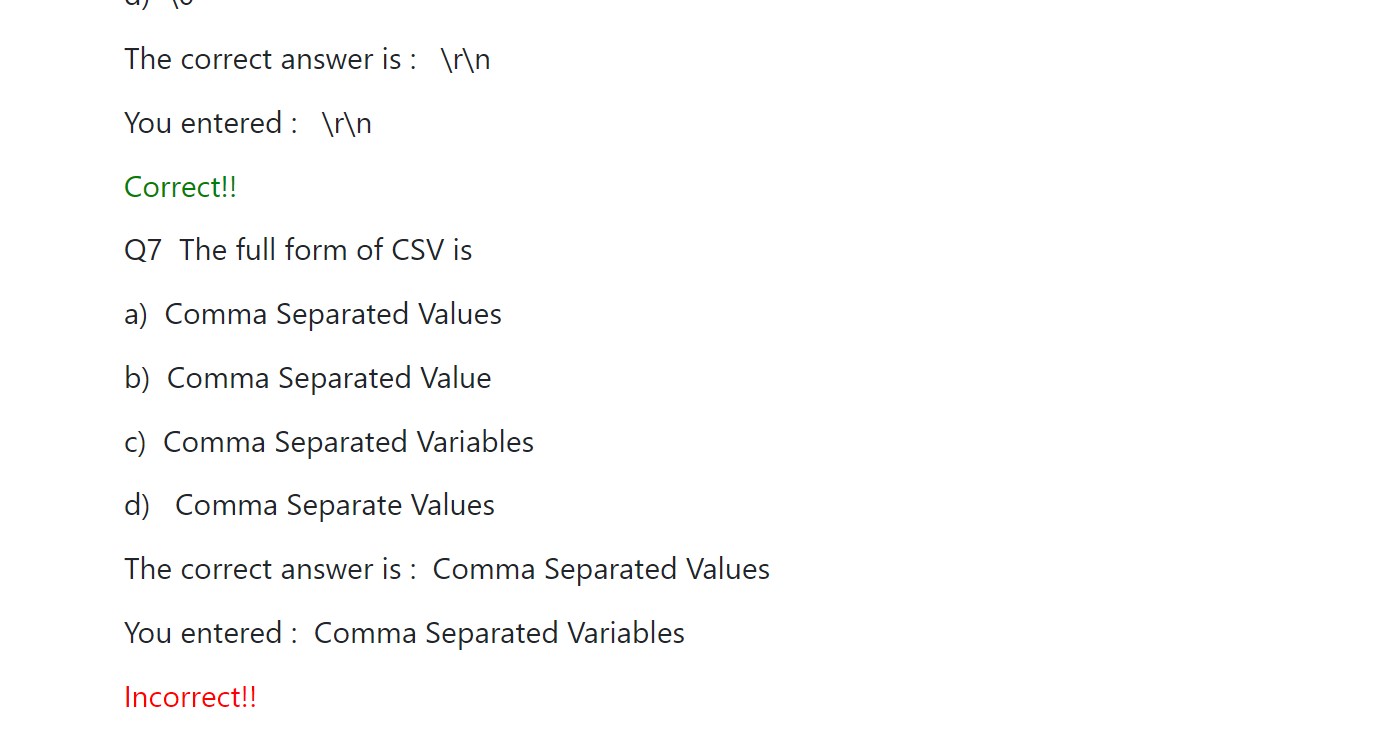 The correct answer is : \r\n
You entered : \r\n
Correct!!
Q7 The full form of CSV is
a) Comma Separated Values
b) Comma Separated Value
c) Comma Separated Variables
d) Comma Separate Values
The correct answer is : Comma Separated Values
You entered : Comma Separated Variables
Incorrect!!